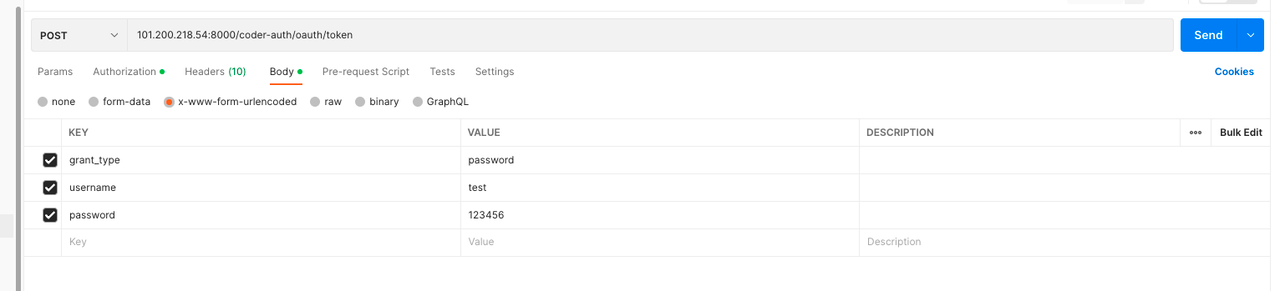 POST 101.200.218.54:8000/coder-auth/oauth/token Send
Params Authorization Headers (10) Body Pre-request Script Tests Settings Cookies
none form-data x-www-form-urlencoded raw binary GraphQL
KEY VALUE DESCRIPTION ••• Bulk Edit
grant_type password
username test
password 123456
Key Value Description